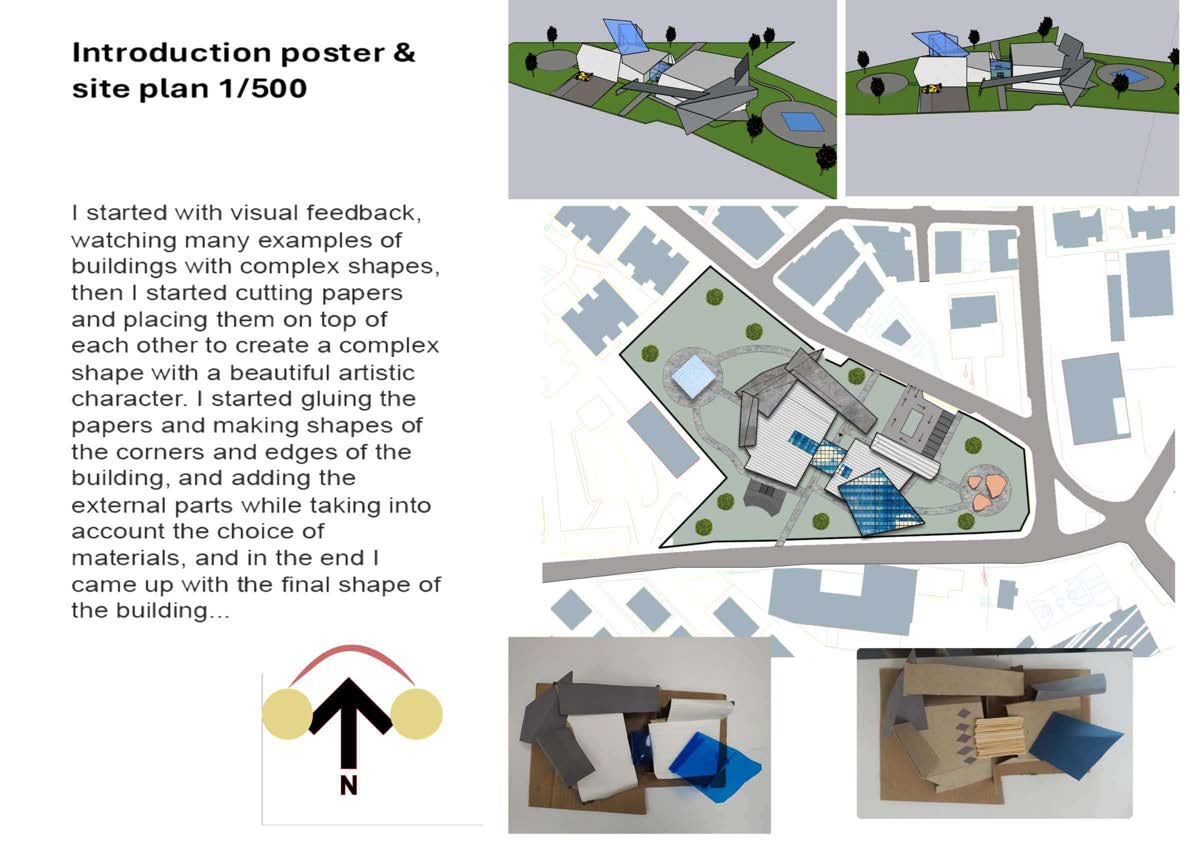 Introduction poster &
site plan 1/500
I started with visual feedback,
watching many examples of
buildings with complex shapes,
then I started cutting papers
and placing them on top of
each other to create a complex
shape with a beautiful artistic
character. I started gluing the
papers and making shapes of
the corners and edges of the
building, and adding the
external parts while taking into
account the choice of
materials, and in the end I
came up with the final shape of
the building...
N